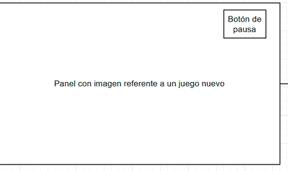 Botón de
pausa
Panel con imagen referente a un juego nuevo